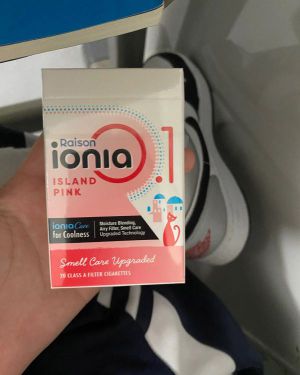 Raison
ionia 0.1
ISLAND
PINK
ionia Care
for Coolness
Moisture Blending,
Airy Filter, Smell Care
Upgraded Technology
Smell Care Upgraded
20 CLASS A FILTER CIGARETTES